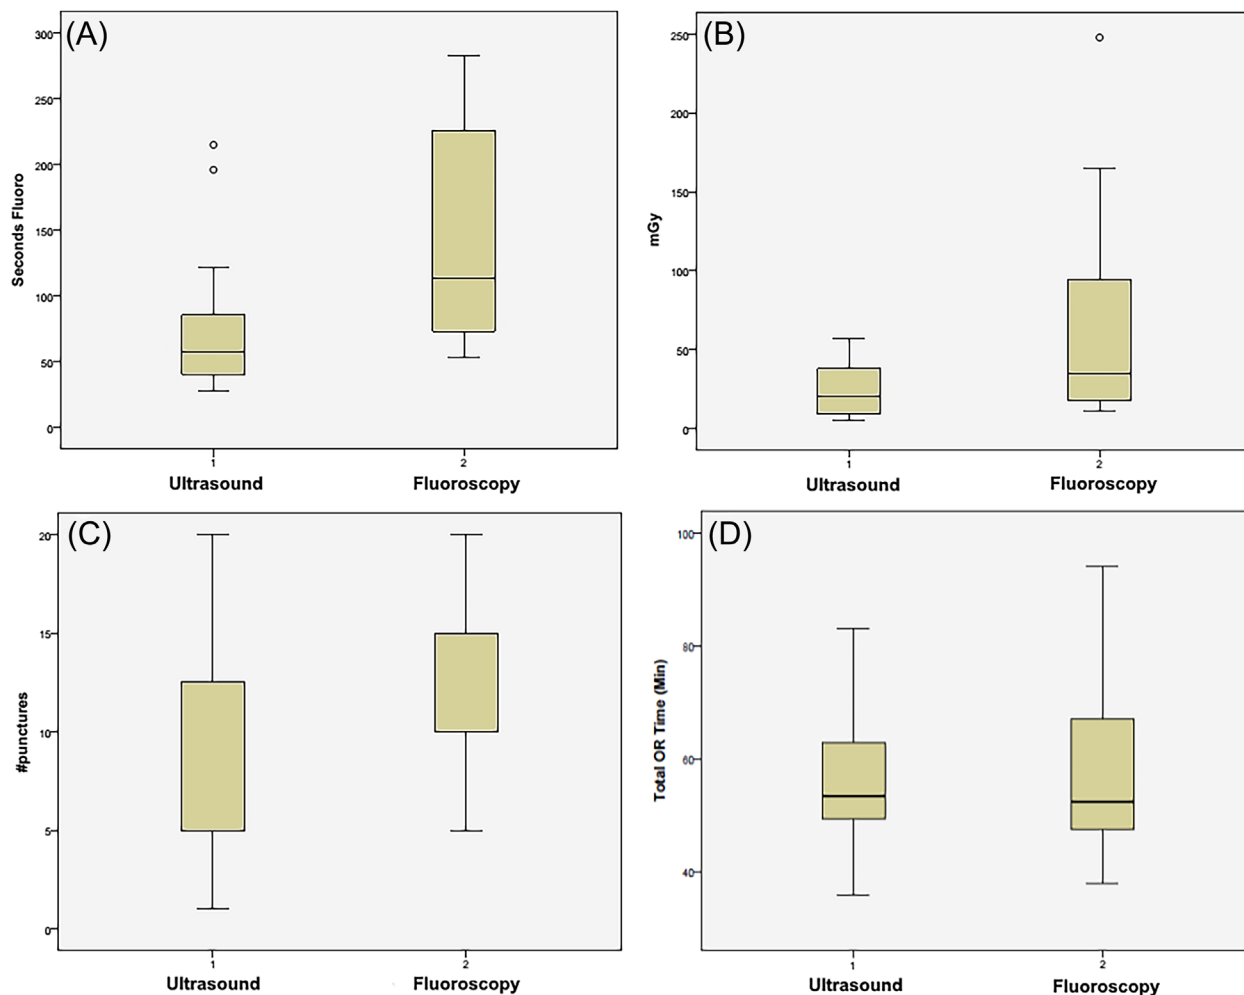 (A)
300
250
200
150
100
50
0
Seconds Fluoro
1
2
Ultrasound
Fluoroscopy
(B)
250
200
150
100
50
0
mGy
1
2
Ultrasound
Fluoroscopy
(C)
20
15
10
5
0
#punctures
1
2
Ultrasound
Fluoroscopy
(D)
100
80
60
40
Total OR Time (Min)
1
2
Ultrasound
Fluoroscopy